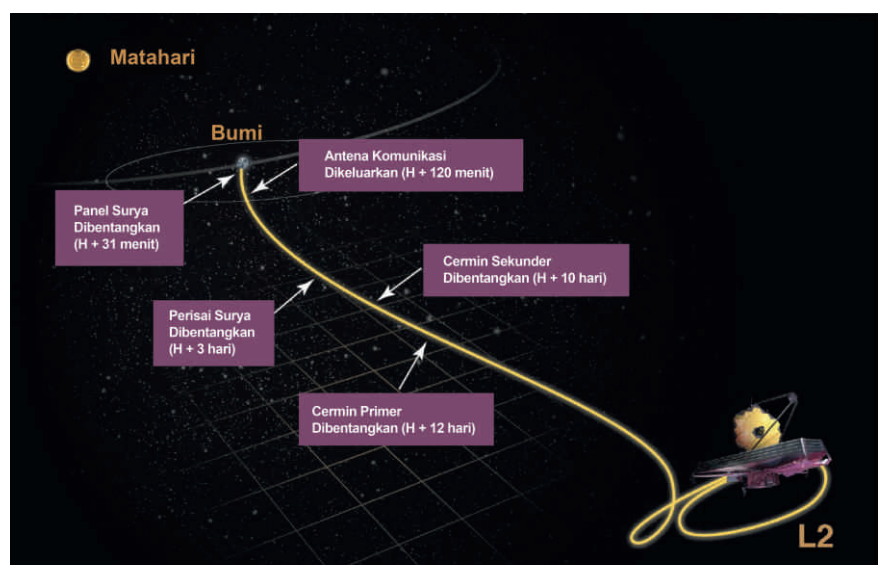 Matahari
Bumi
Antena Komunikasi
Dikeluarkan (H + 120 menit)
Panel Surya
Dibentangkan
(H + 31 menit)
Cermin Sekunder
Dibentangkan (H + 10 hari)
Perisai Surya
Dibentangkan
(H + 3 hari)
Cermin Primer
Dibentangkan (H + 12 hari)
L2